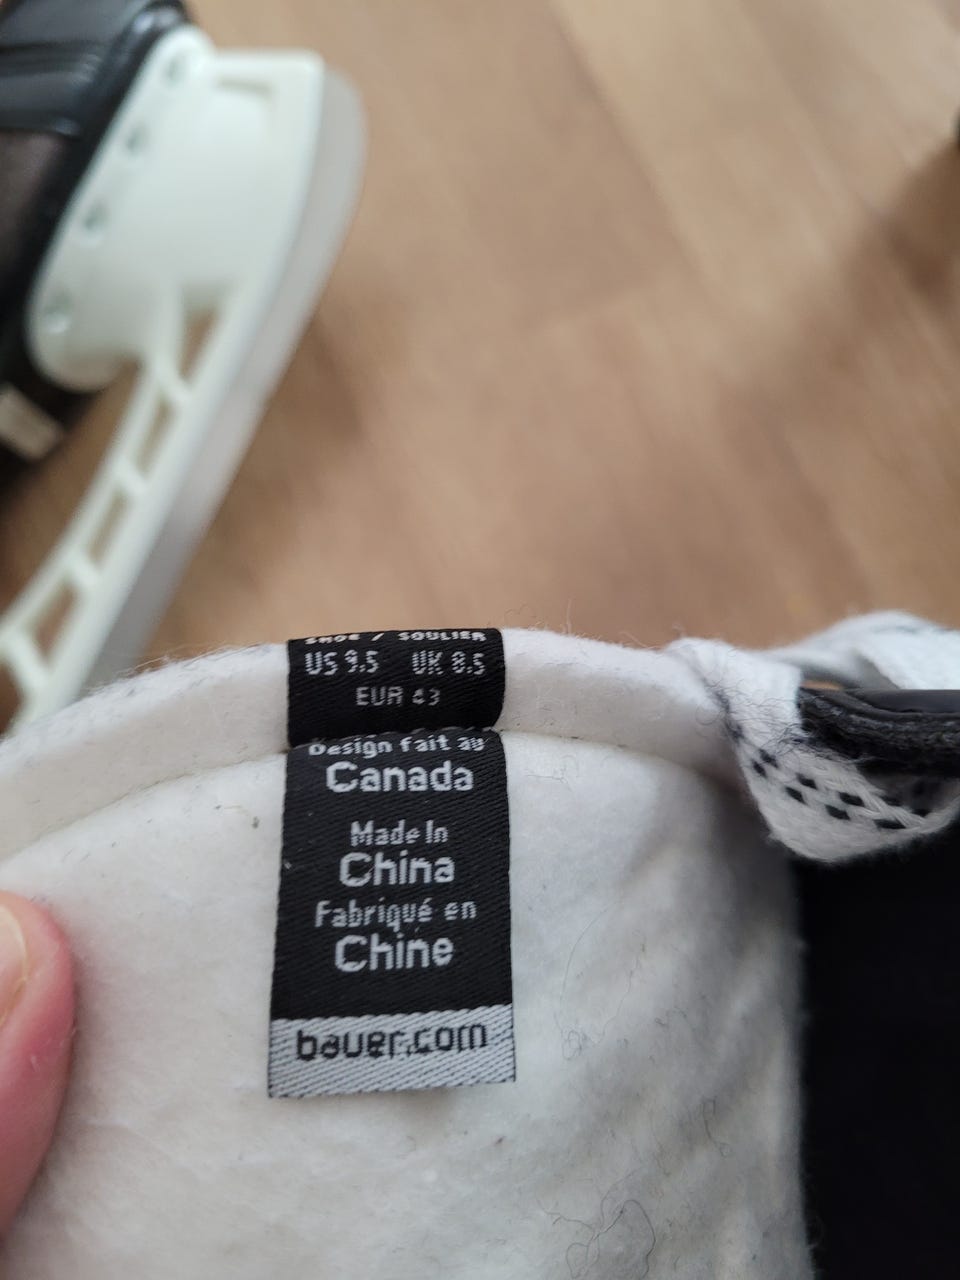 SHOE / SOULIER
US 9.5 UK 8.5
EUR 43
Design fait au
Canada
Made In
China
Fabriqué en
Chine
bauer.com